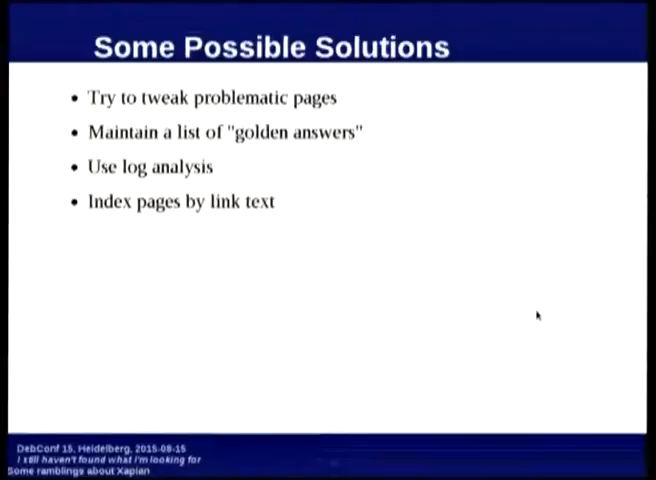 Some Possible Solutions
• Try to tweak problematic pages
• Maintain a list of "golden answers"
• Use log analysis
• Index pages by link text
DebConf 15, Heidelberg, 2015-08-15
I still haven't found what I'm looking for
Some ramblings about Xapian